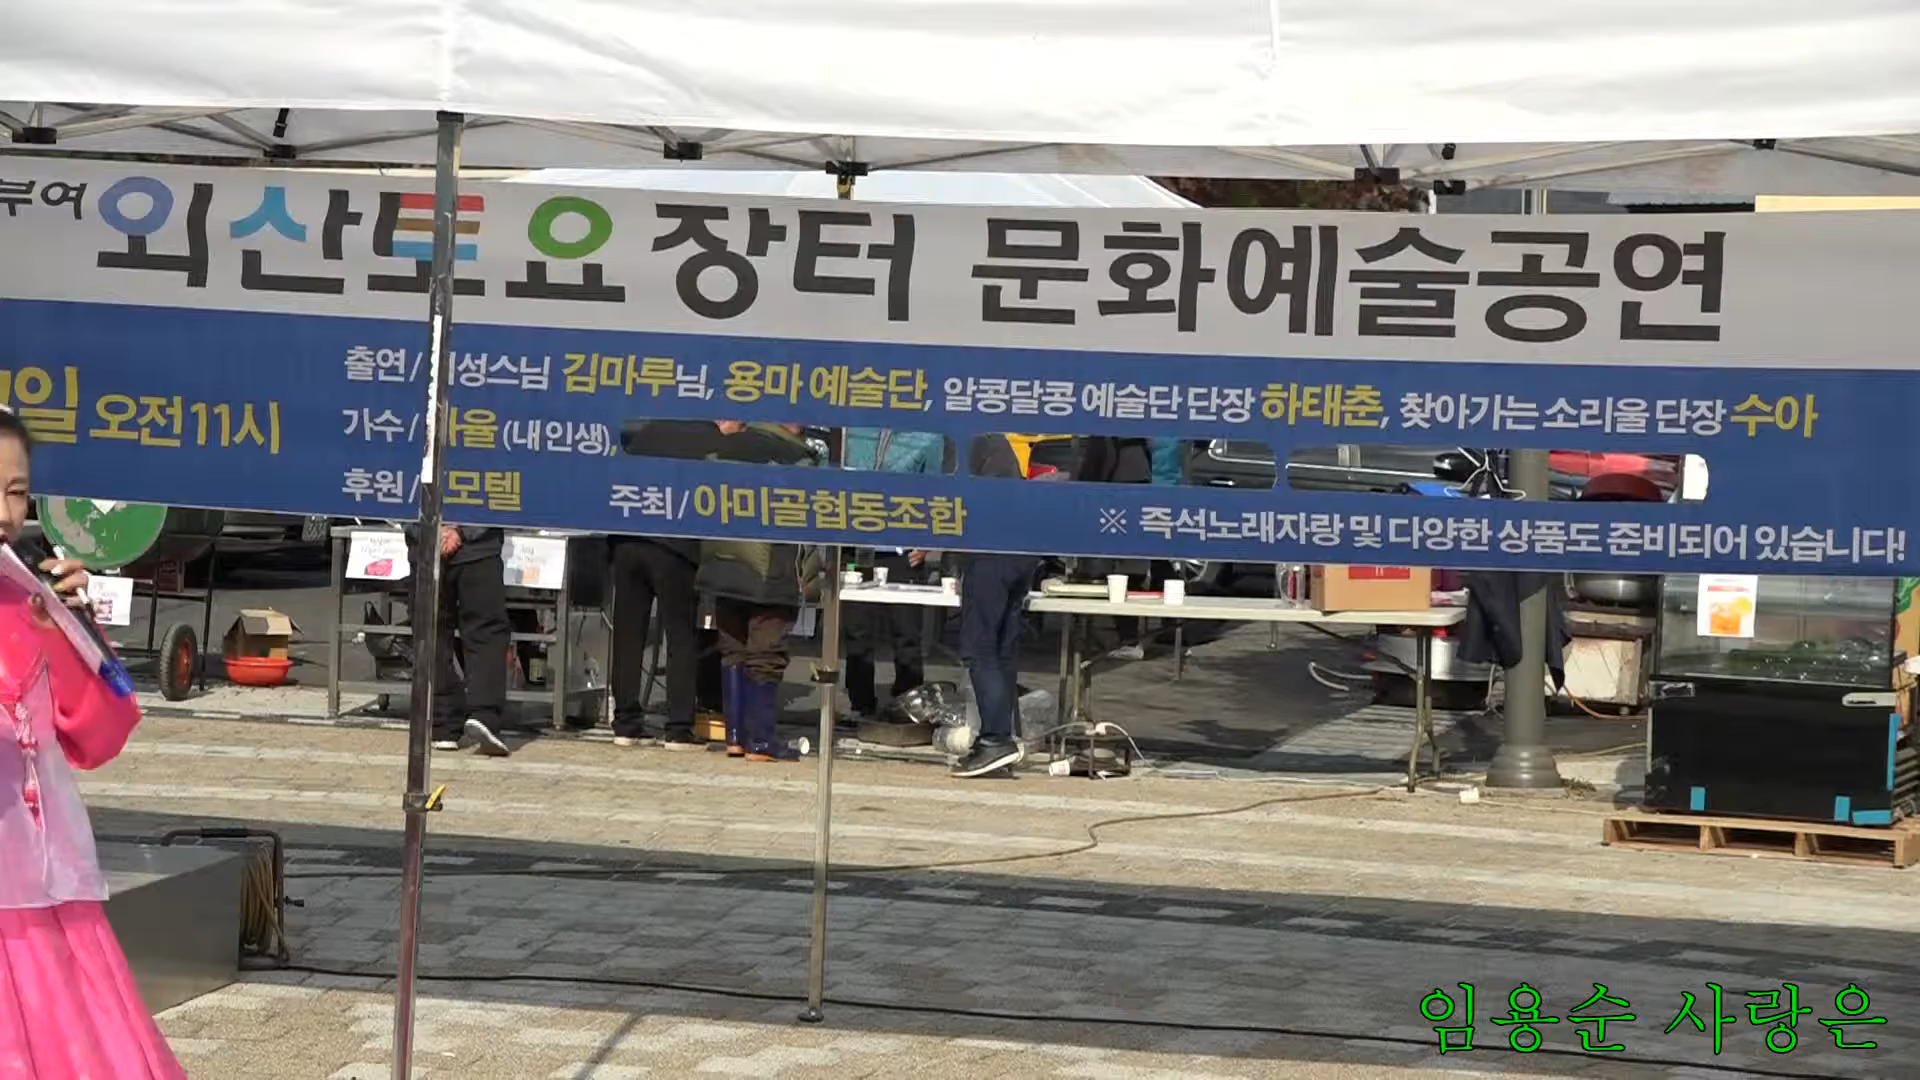 부여 외산토요장터 문화예술공연
일 오전11시
출연/ 성스님 김마루님, 용마 예술단, 알콩달콩 예술단 단장 하태춘, 찾아가는 소리울 단장 수아
가수/ 율 (내 인생),
후원/ 모텔 주최/아미골협동조합 ※ 즉석노래자랑 및 다양한 상품도 준비되어 있습니다!
임용순 사랑은